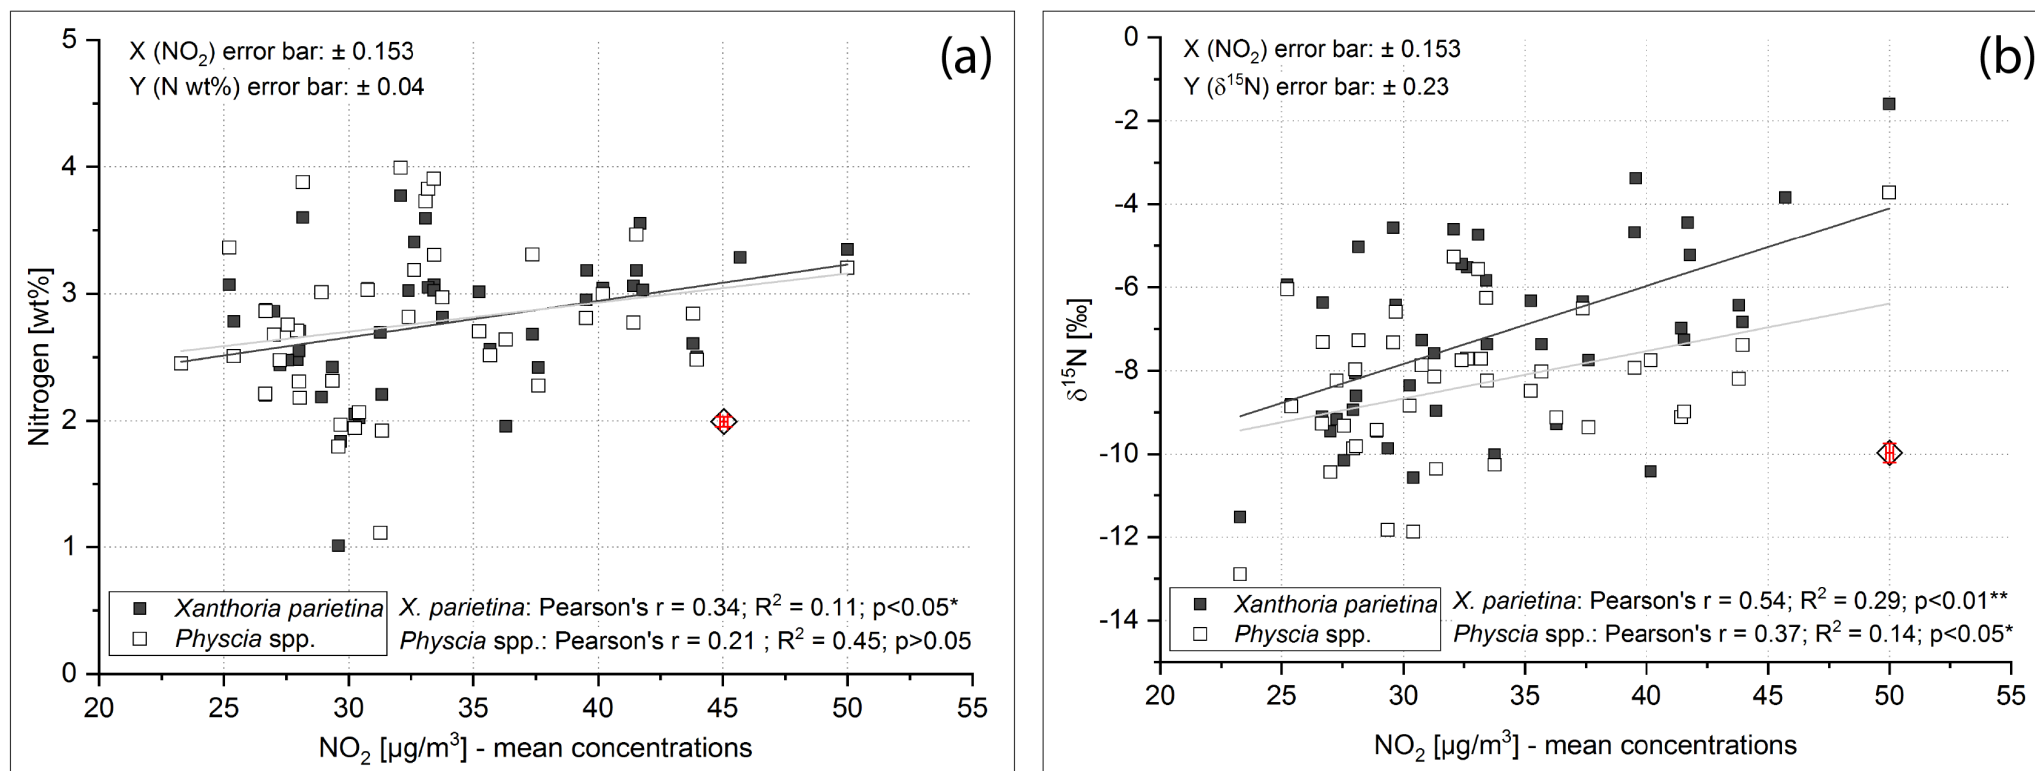 X (NO₂) error bar: ± 0.153
Y (N wt%) error bar: ± 0.04
(a)
5
4
3
2
1
0
Nitrogen [wt%]
Xanthoria parietina
Physcia spp.
X. parietina: Pearson's r = 0.34; R² = 0.11; p<0.05*
Physcia spp.: Pearson's r = 0.21 ; R² = 0.45; p>0.05
20 25 30 35 40 45 50 55
NO₂ [µg/m³] - mean concentrations
X (NO₂) error bar: ± 0.153
Y (δ¹⁵N) error bar: ± 0.23
(b)
0
-2
-4
-6
-8
-10
-12
-14
δ¹⁵N [‰]
Xanthoria parietina
Physcia spp.
X. parietina: Pearson's r = 0.54; R² = 0.29; p<0.01**
Physcia spp.: Pearson's r = 0.37; R² = 0.14; p<0.05*
20 25 30 35 40 45 50 55
NO₂ [µg/m³] - mean concentrations